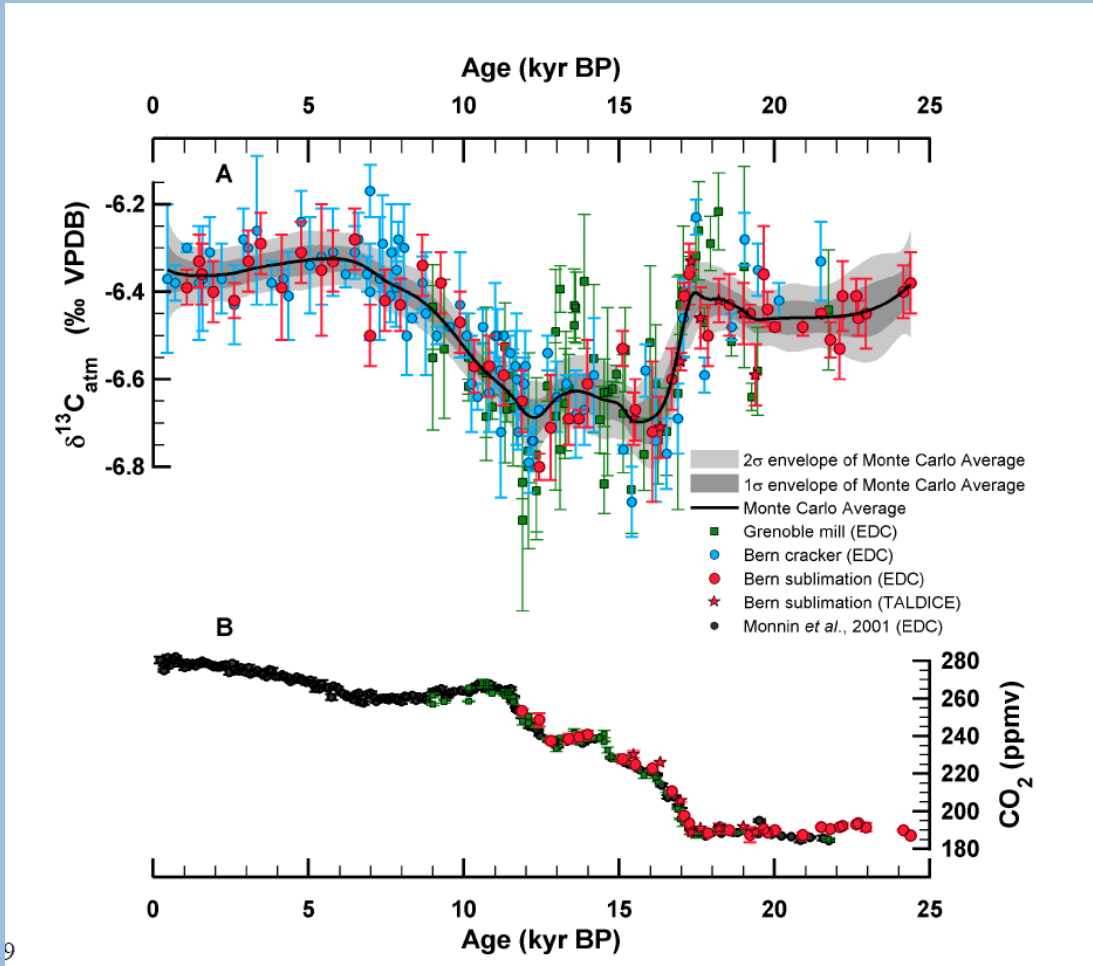 Age (kyr BP)
0 5 10 15 20 25
A
-6.2
-6.4
-6.6
-6.8
δ¹³C_atm (‰ VPDB)
2σ envelope of Monte Carlo Average
1σ envelope of Monte Carlo Average
Monte Carlo Average
Grenoble mill (EDC)
Bern cracker (EDC)
Bern sublimation (EDC)
Bern sublimation (TALDICE)
Monnin et al., 2001 (EDC)
B
280
260
240
220
200
180
CO₂ (ppmv)
0 5 10 15 20 25
Age (kyr BP)
9